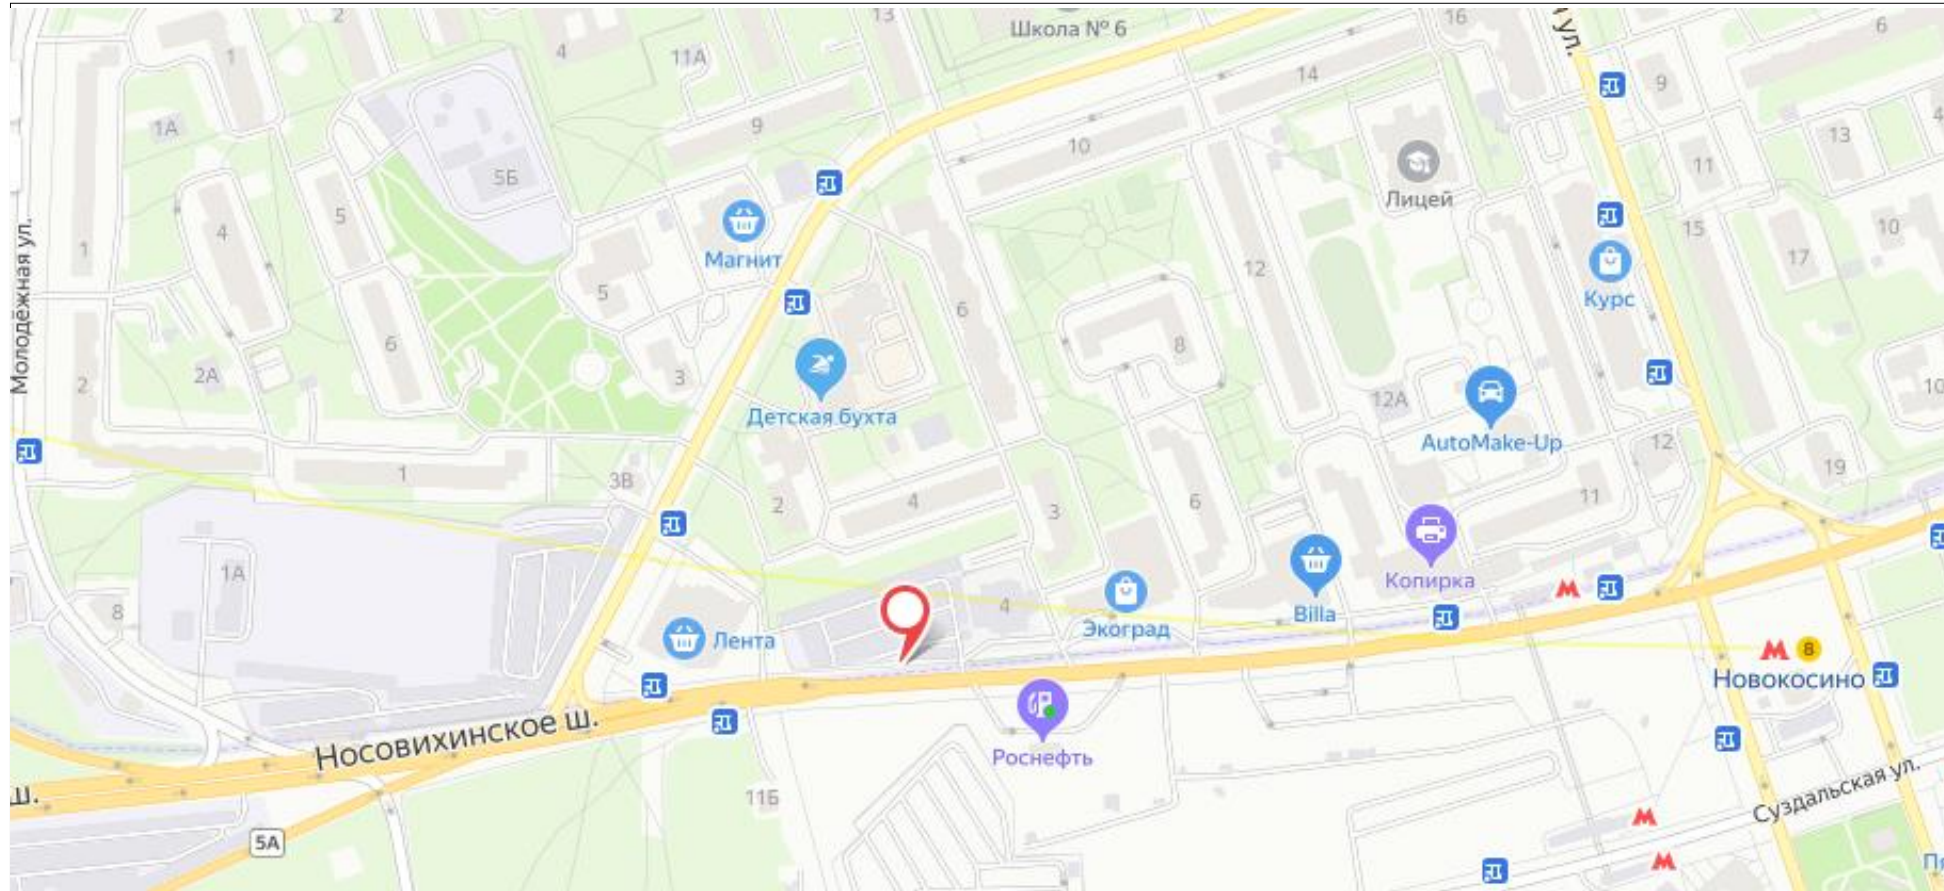 2
4
11А
13
Школа № 6
16
14
я ул.
6
9
1
1А
9
10
11
13
4
5Б
Лицей
5
4
1
Магнит
12
15
10
17
5
6
Курс
Молодёжная ул.
6
8
2
2А
3
12А
10
Детская бухта
AutoMake-Up
12
19
1
3В
2
4
3
6
11
1А
8
4
Копирка
Экоград
Billa
Лента
8
Новокосино
Носовихинское ш.
Роснефть
ш.
11Б
Суздальская ул.
5А